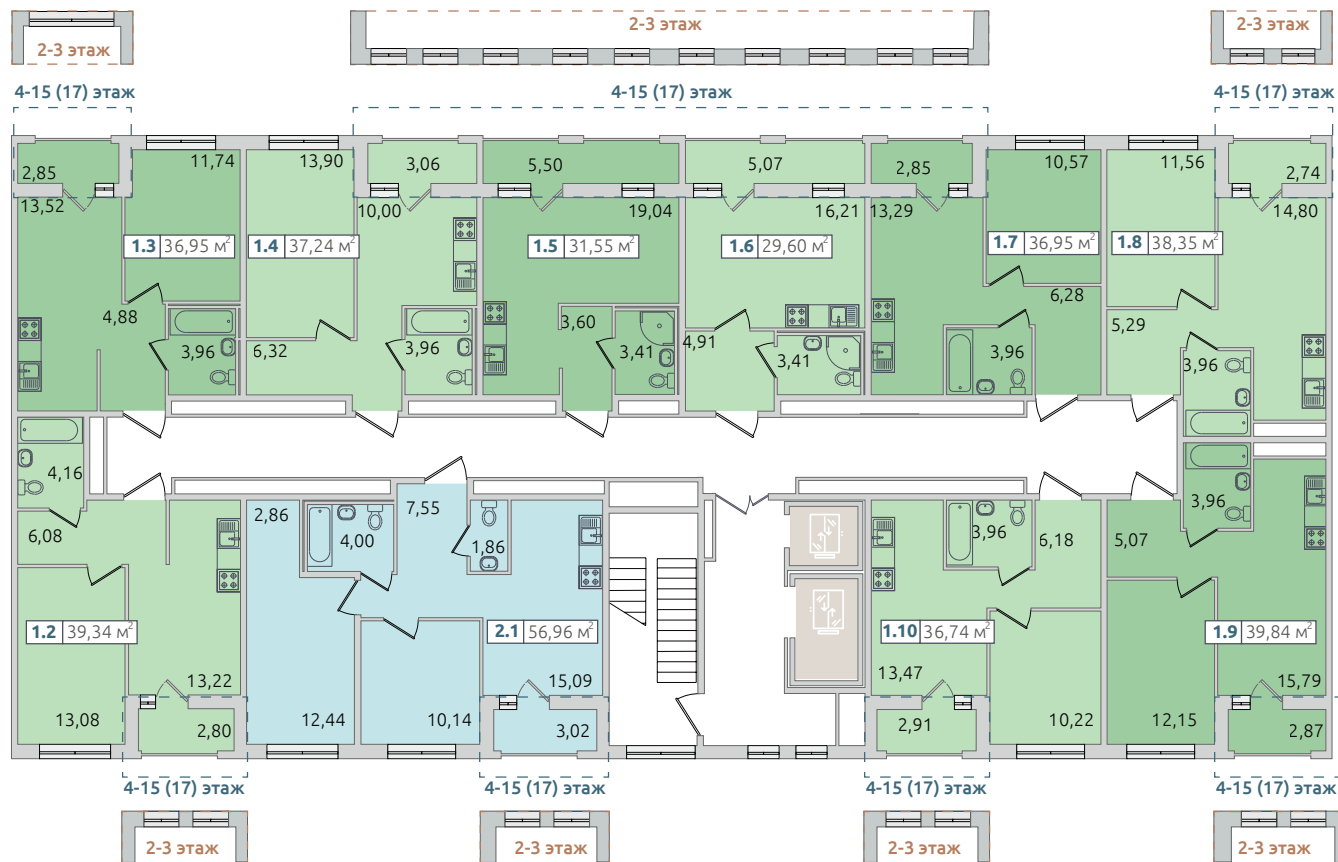 2-3 этаж
2-3 этаж
2-3 этаж
4-15 (17) этаж
4-15 (17) этаж
4-15 (17) этаж
2,85
11,74
13,90
3,06
5,50
5,07
2,85
10,57
11,56
2,74
13,52
10,00
19,04
16,21
13,29
14,80
1.3 36,95 м²
1.4 37,24 м²
1.5 31,55 м²
1.6 29,60 м²
1.7 36,95 м²
1.8 38,35 м²
4,88
3,96
6,32
3,96
3,60
3,41
4,91
3,41
3,96
6,28
5,29
3,96
4,16
6,08
2,86
4,00
7,55
1,86
3,96
6,18
5,07
3,96
1.2 39,34 м²
2.1 56,96 м²
1.10 36,74 м²
1.9 39,84 м²
13,22
15,09
13,47
15,79
13,08
2,80
12,44
10,14
3,02
2,91
10,22
12,15
2,87
4-15 (17) этаж
4-15 (17) этаж
4-15 (17) этаж
4-15 (17) этаж
2-3 этаж
2-3 этаж
2-3 этаж
2-3 этаж